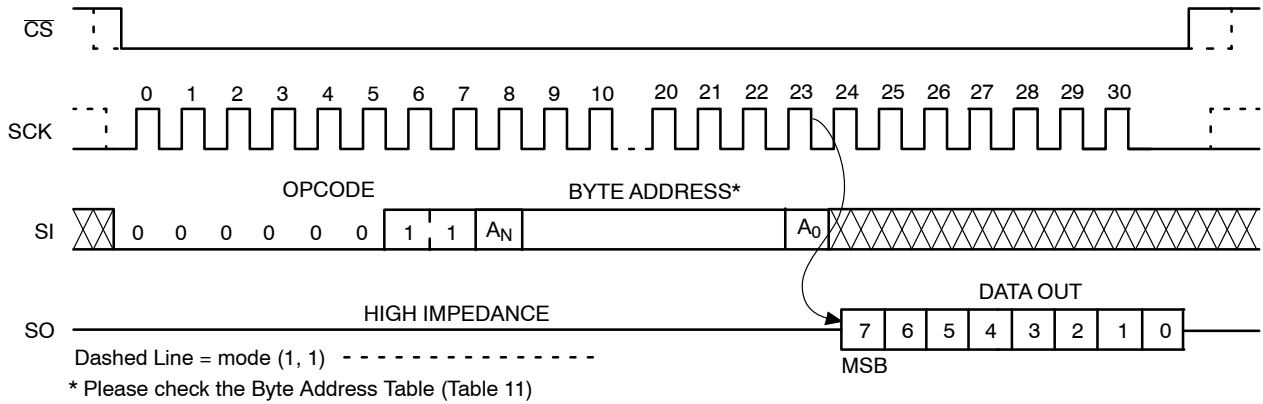 CS
0 1 2 3 4 5 6 7 8 9 10 20 21 22 23 24 25 26 27 28 29 30
SCK
OPCODE BYTE ADDRESS*
SI 0 0 0 0 0 0 1 1 AN A0
DATA OUT
HIGH IMPEDANCE
SO 7 6 5 4 3 2 1 0
Dashed Line = mode (1, 1) - - - - - - - - - - - - - - - -
MSB
* Please check the Byte Address Table (Table 11)